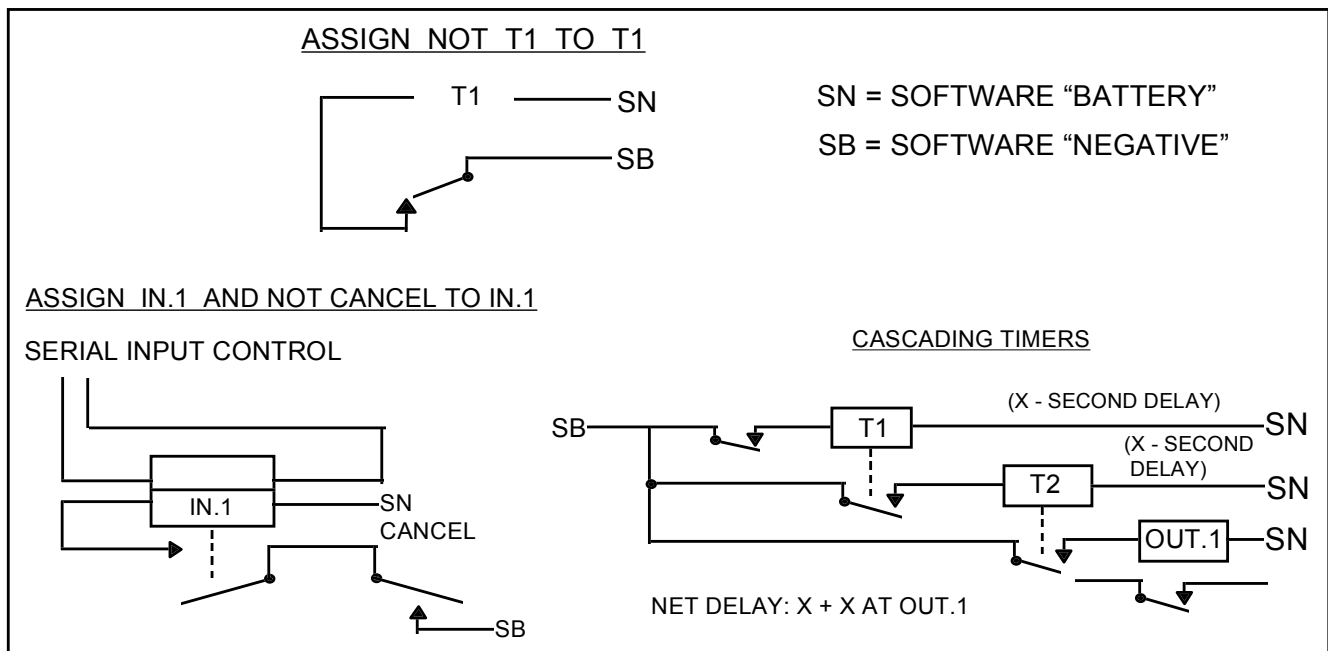 ASSIGN NOT T1 TO T1
T1
SN
SB
SN = SOFTWARE “BATTERY”
SB = SOFTWARE “NEGATIVE”
ASSIGN IN.1 AND NOT CANCEL TO IN.1
SERIAL INPUT CONTROL
IN.1
SN
CANCEL
SB
CASCADING TIMERS
SB
T1
(X - SECOND DELAY)
SN
(X - SECOND
DELAY)
T2
SN
OUT.1
SN
NET DELAY: X + X AT OUT.1